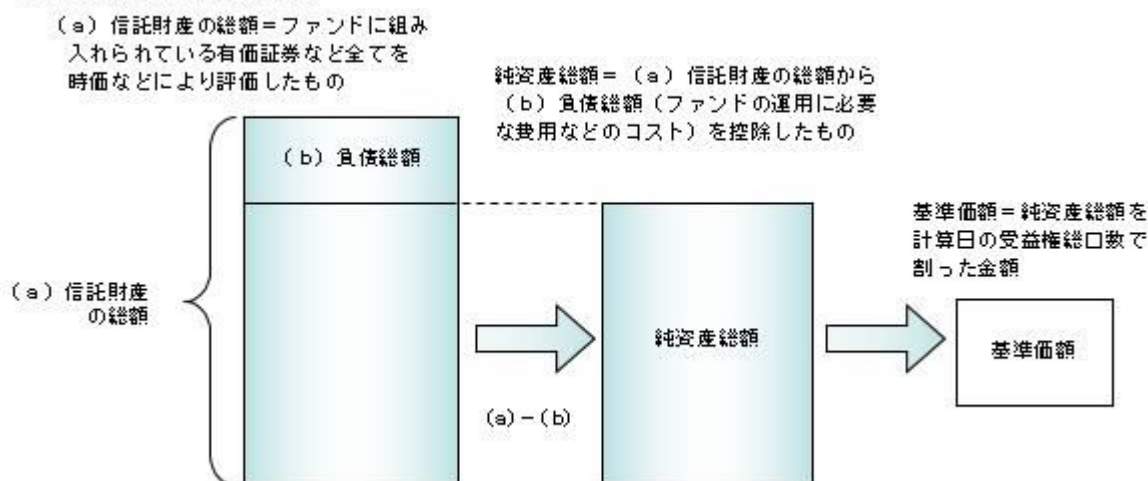 （a）信託財産の総額＝ファンドに組み
入れられている有価証券など全てを
時価などにより評価したもの
純資産総額＝（a）信託財産の総額から
（b）負債総額（ファンドの運用に必要
な費用などのコスト）を控除したもの
（b）負債総額
基準価額＝純資産総額を
計算日の受益権総口数で
割った金額
（a）信託財産
の総額
純資産総額
基準価額
(a)－(b)